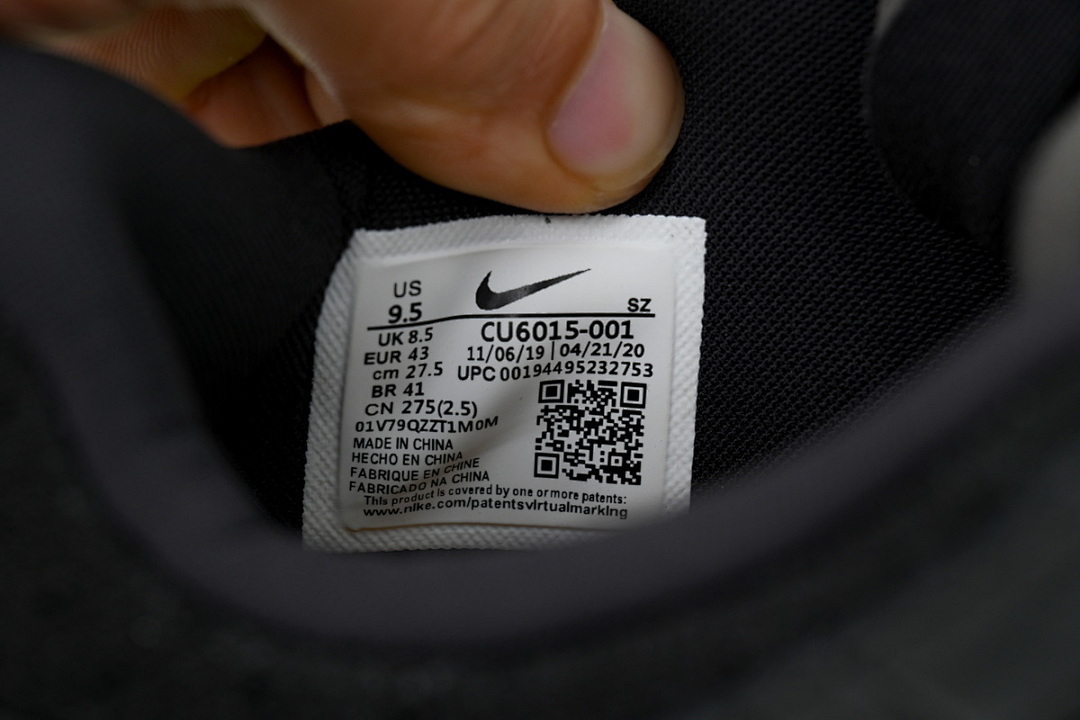 US
9.5
SZ
UK 8.5
EUR 43
cm 27.5
BR 41
CN 275(2.5)
CU6015-001
11/06/19 | 04/21/20
UPC 00194495232753
01V79QZZT1M0M
MADE IN CHINA
HECHO EN CHINA
FABRIQUE EN CHINE
FABRICADO NA CHINA
This product is covered by one or more patents:
www.nike.com/patentsvirtualmarking